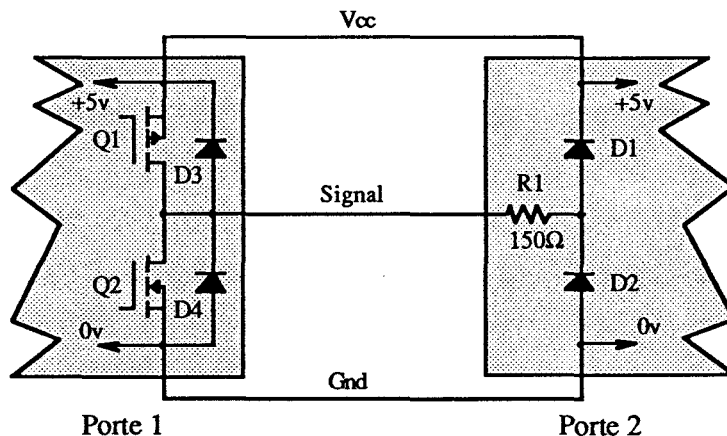 Vcc
+5v
+5v
Q1
D3
D1
Signal
R1
150Ω
Q2
D4
D2
0v
0v
Gnd
Porte 1
Porte 2